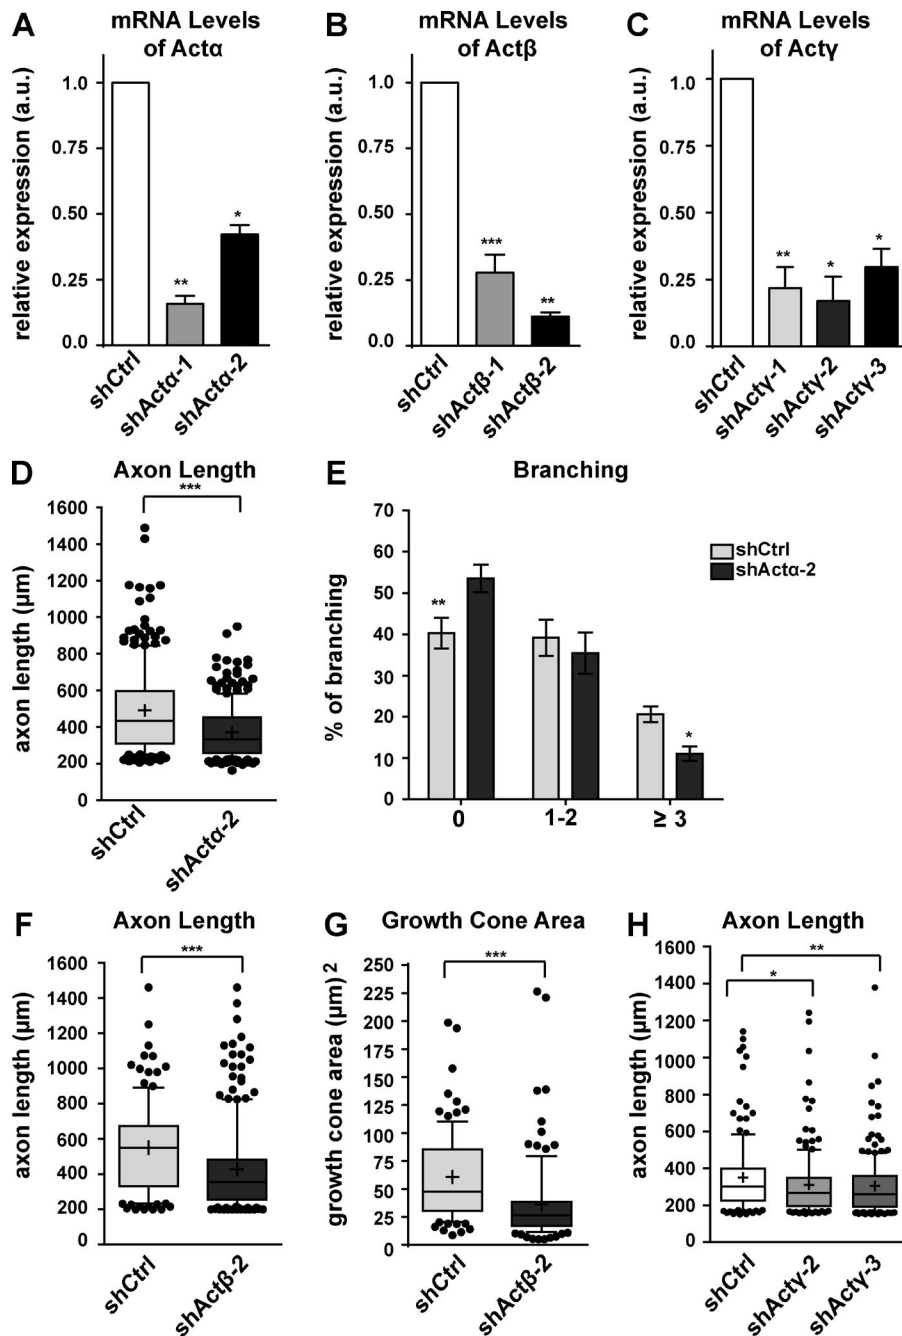 A
mRNA Levels
of Actα
relative expression (a.u.)
1.0
0.75
0.50
0.25
0.0
**
*
shCtrl
shActα-1
shActα-2
B
mRNA Levels
of Actβ
relative expression (a.u.)
1.0
0.75
0.50
0.25
0.0
***
**
shCtrl
shActβ-1
shActβ-2
C
mRNA Levels
of Actγ
relative expression (a.u.)
1.0
0.75
0.50
0.25
0.0
**
*
*
shCtrl
shActγ-1
shActγ-2
shActγ-3
D
Axon Length
***
axon length (μm)
1600
1400
1200
1000
800
600
400
200
0
shCtrl
shActα-2
E
Branching
% of branching
70
60
50
40
30
20
10
0
**
*
0
1-2
≥ 3
shCtrl
shActα-2
F
Axon Length
***
axon length (μm)
1600
1400
1200
1000
800
600
400
200
0
shCtrl
shActβ-2
G
Growth Cone Area
***
growth cone area (μm) 2
250
225
200
175
150
125
100
75
50
25
0
shCtrl
shActβ-2
H
Axon Length
**
*
axon length (μm)
1600
1400
1200
1000
800
600
400
200
0
shCtrl
shActγ-2
shActγ-3